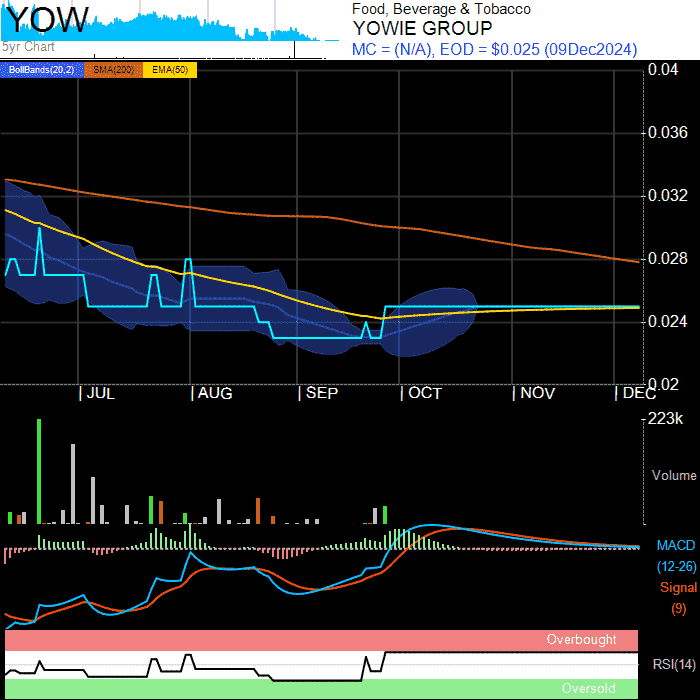 YOW
5yr Chart
Food, Beverage & Tobacco
YOWIE GROUP
MC = (N/A), EOD = $0.025 (09Dec2024)
BollBands(20,2) SMA(200) EMA(50)
0.04
0.036
0.032
0.028
0.024
0.02
JUL AUG SEP OCT NOV DEC
223k
Volume
MACD
(12-26)
Signal
(9)
Overbought
RSI(14)
Oversold